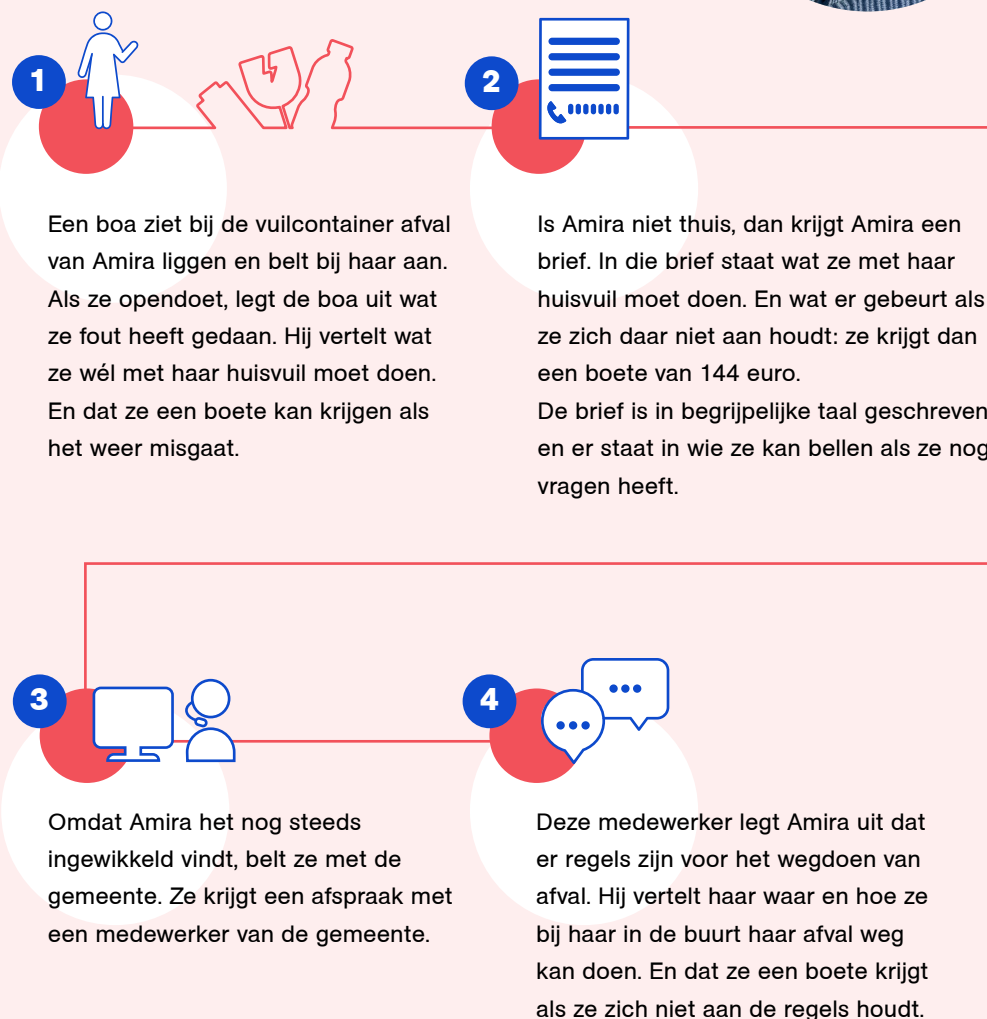 1
Een boa ziet bij de vuilcontainer afval
van Amira liggen en belt bij haar aan.
Als ze opendoet, legt de boa uit wat
ze fout heeft gedaan. Hij vertelt wat
ze wél met haar huisvuil moet doen.
En dat ze een boete kan krijgen als
het weer misgaat.
2
Is Amira niet thuis, dan krijgt Amira een
brief. In die brief staat wat ze met haar
huisvuil moet doen. En wat er gebeurt als
ze zich daar niet aan houdt: ze krijgt dan
een boete van 144 euro.
De brief is in begrijpelijke taal geschreven
en er staat in wie ze kan bellen als ze nog
vragen heeft.
3
Omdat Amira het nog steeds
ingewikkeld vindt, belt ze met de
gemeente. Ze krijgt een afspraak met
een medewerker van de gemeente.
4
Deze medewerker legt Amira uit dat
er regels zijn voor het wegdoen van
afval. Hij vertelt haar waar en hoe ze
bij haar in de buurt haar afval weg
kan doen. En dat ze een boete krijgt
als ze zich niet aan de regels houdt.